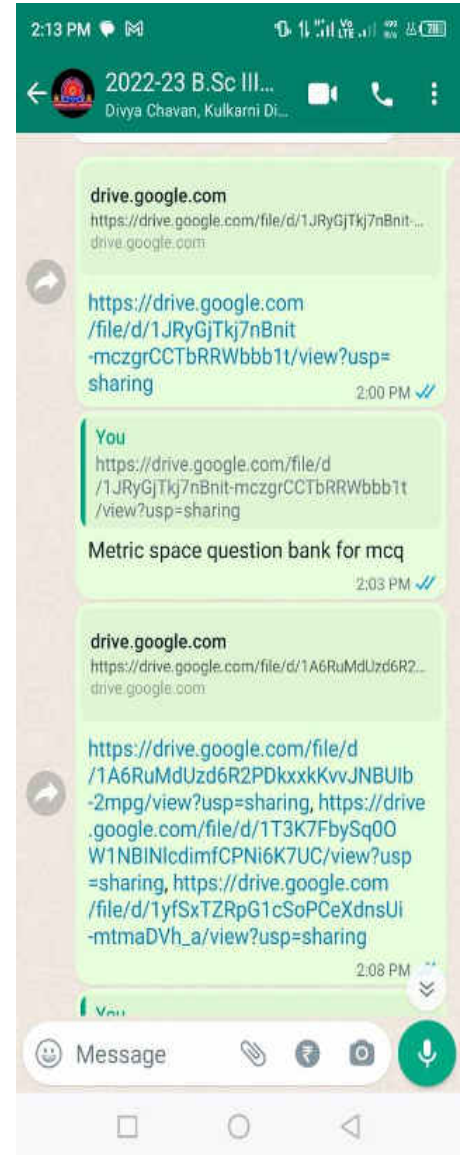 2:13 PM
2022-23 B.Sc III...
Divya Chavan, Kulkarni Di...
drive.google.com
https://drive.google.com/file/d/1JRyGjTkj7nBnit-...
drive.google.com
https://drive.google.com
/file/d/1JRyGjTkj7nBnit
-mczgrCCTbRRWbbb1t/view?usp=
sharing
2:00 PM
You
https://drive.google.com/file/d
/1JRyGjTkj7nBnit-mczgrCCTbRRWbbb1t
/view?usp=sharing
Metric space question bank for mcq
2:03 PM
drive.google.com
https://drive.google.com/file/d/1A6RuMdUzd6R2...
drive.google.com
https://drive.google.com/file/d
/1A6RuMdUzd6R2PDkxxkKvvJNBUIb
-2mpg/view?usp=sharing, https://drive
.google.com/file/d/1T3K7FbySq0O
W1NBINlcdimfCPNi6K7UC/view?usp
=sharing, https://drive.google.com
/file/d/1yfSxTZRpG1cSoPCeXdnsUi
-mtmaDVh_a/view?usp=sharing
2:08 PM
You
Message